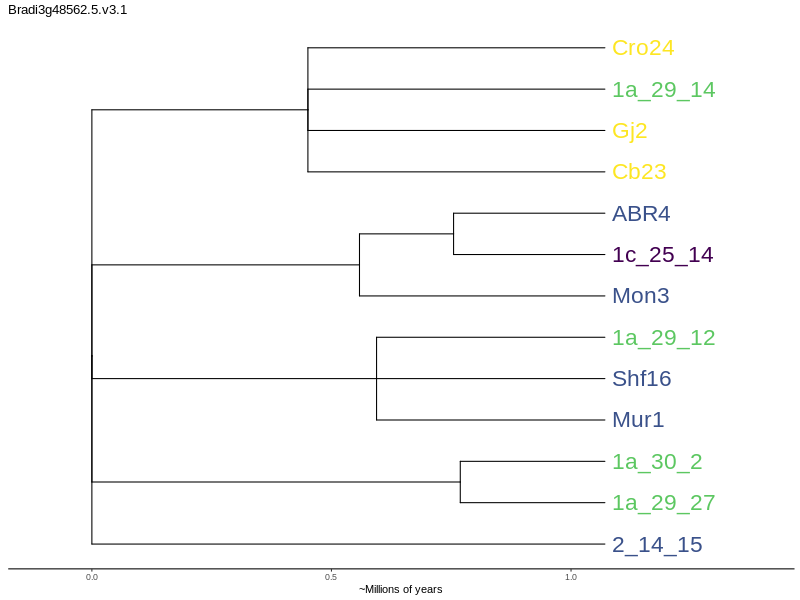 Bradi3g48562.5.v3.1
Cro24
1a_29_14
Gj2
Cb23
ABR4
1c_25_14
Mon3
1a_29_12
Shf16
Mur1
1a_30_2
1a_29_27
2_14_15
0.0 0.5 1.0
~Millions of years